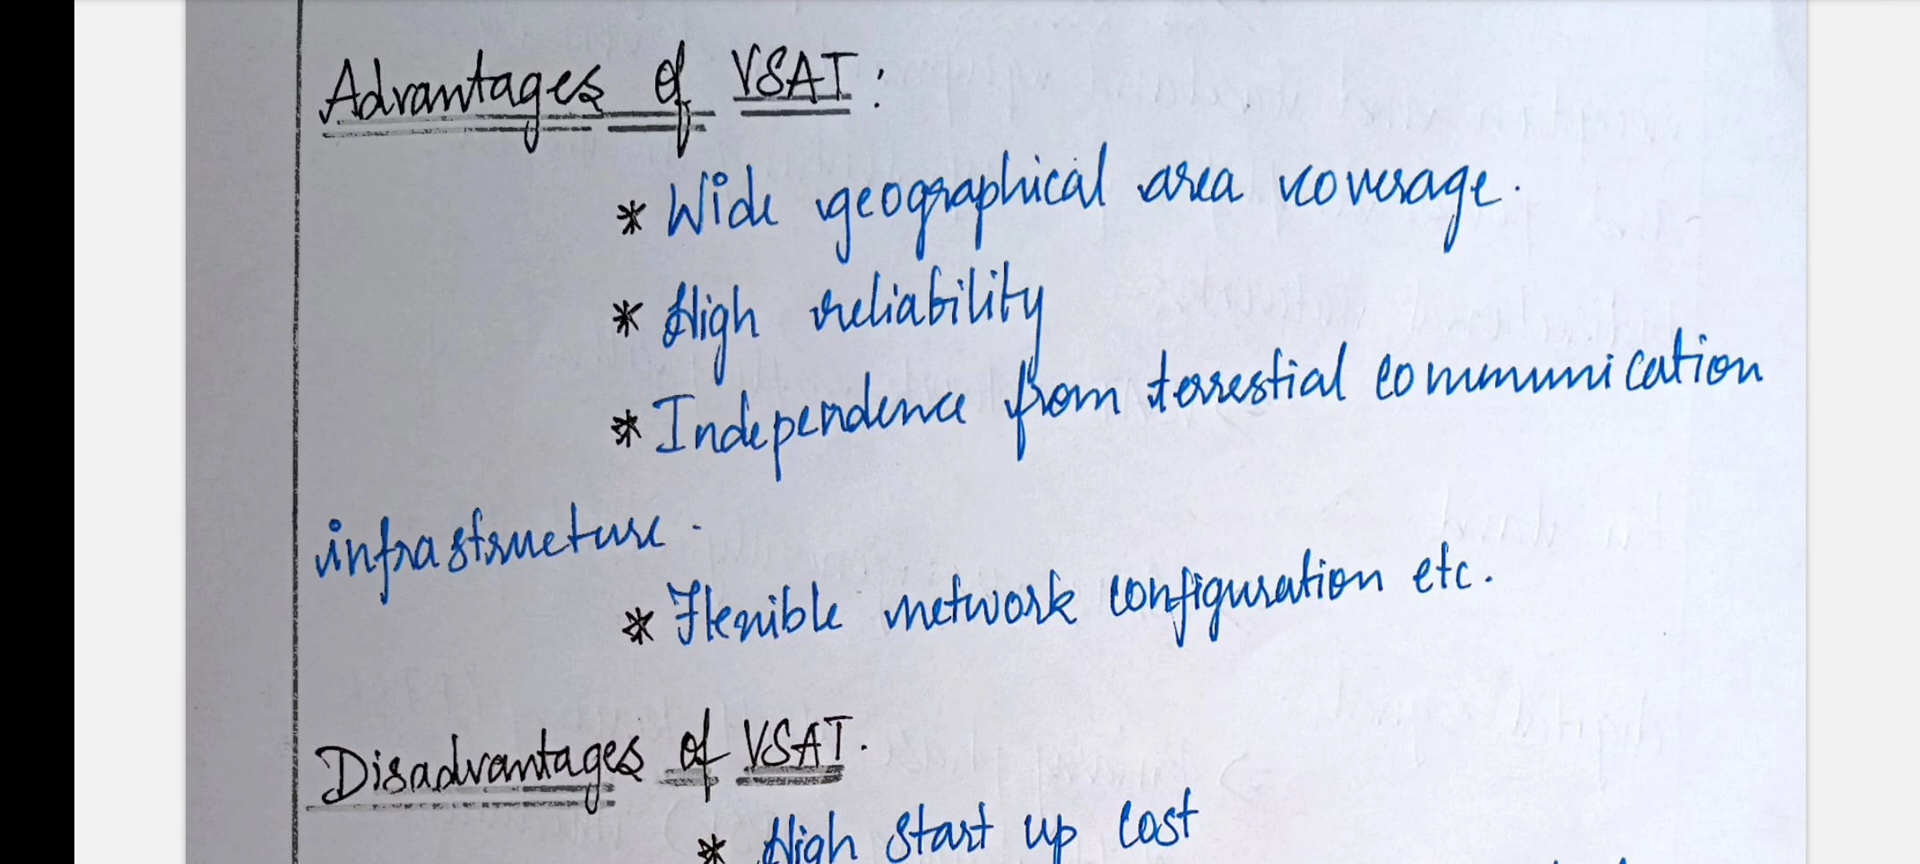 Advantages of VSAT:
* Wide geographical area coverage.
* High reliability
* Independence from terrestial communication
infrastructure.
* Flexible network configuration etc.
Disadvantages of VSAT.
* High start up cost